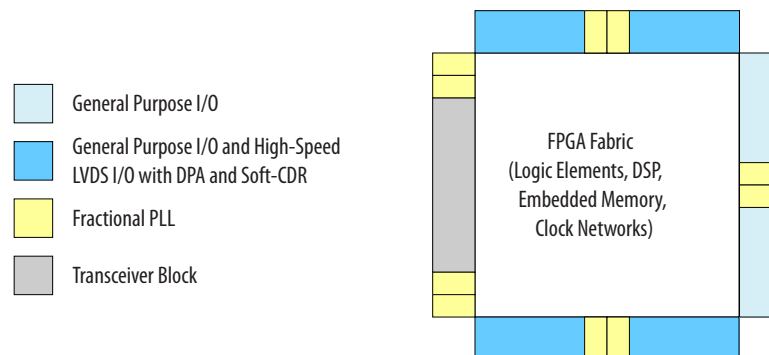 General Purpose I/O
General Purpose I/O and High-Speed
LVDS I/O with DPA and Soft-CDR
Fractional PLL
Transceiver Block
FPGA Fabric
(Logic Elements, DSP,
Embedded Memory,
Clock Networks)